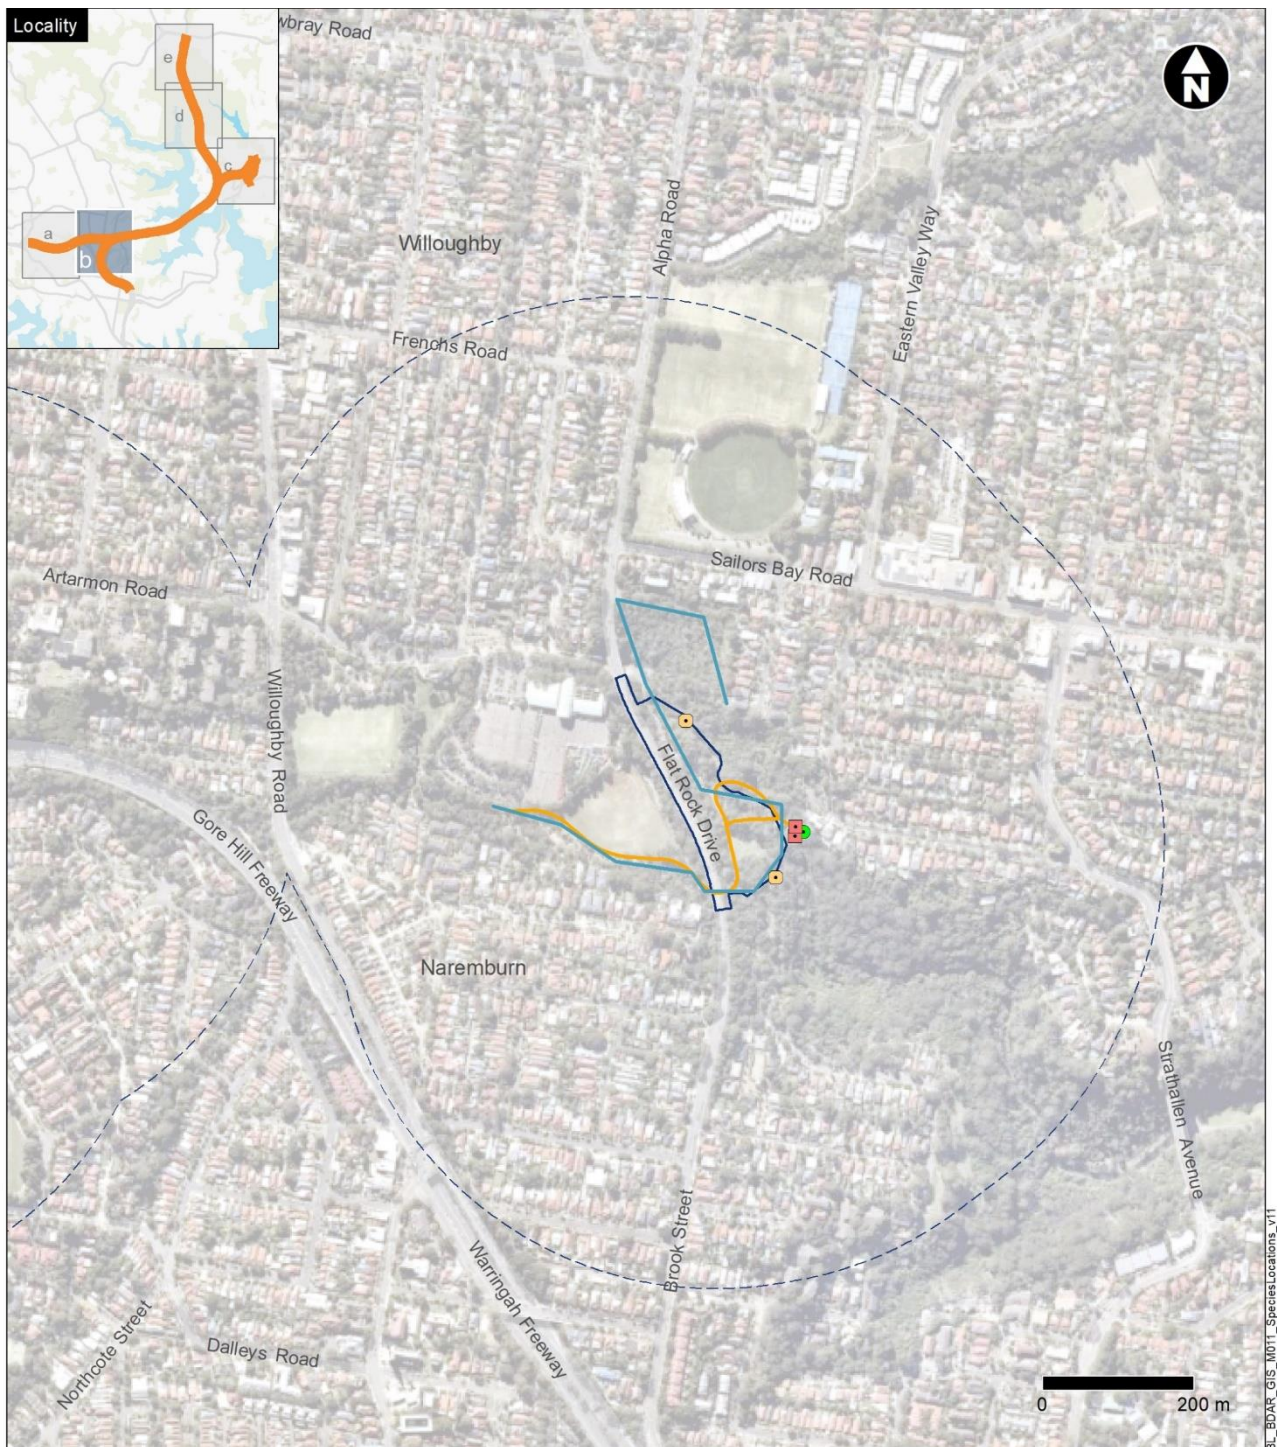 Locality
e
d
c
a
b
wbray Road
N
Willoughby
Alpha Road
Eastern Valley Way
Frenchs Road
Sailors Bay Road
Artarmon Road
Willoughby Road
Flat Rock Drive
Gore Hill Freeway
Naremburn
Strathallen Avenue
Brook Street
Warringah Freeway
Northcote Street
Dalleys Road
0 200 m
BL_BDAR_GIS_M011_SpeciesLocations_v11